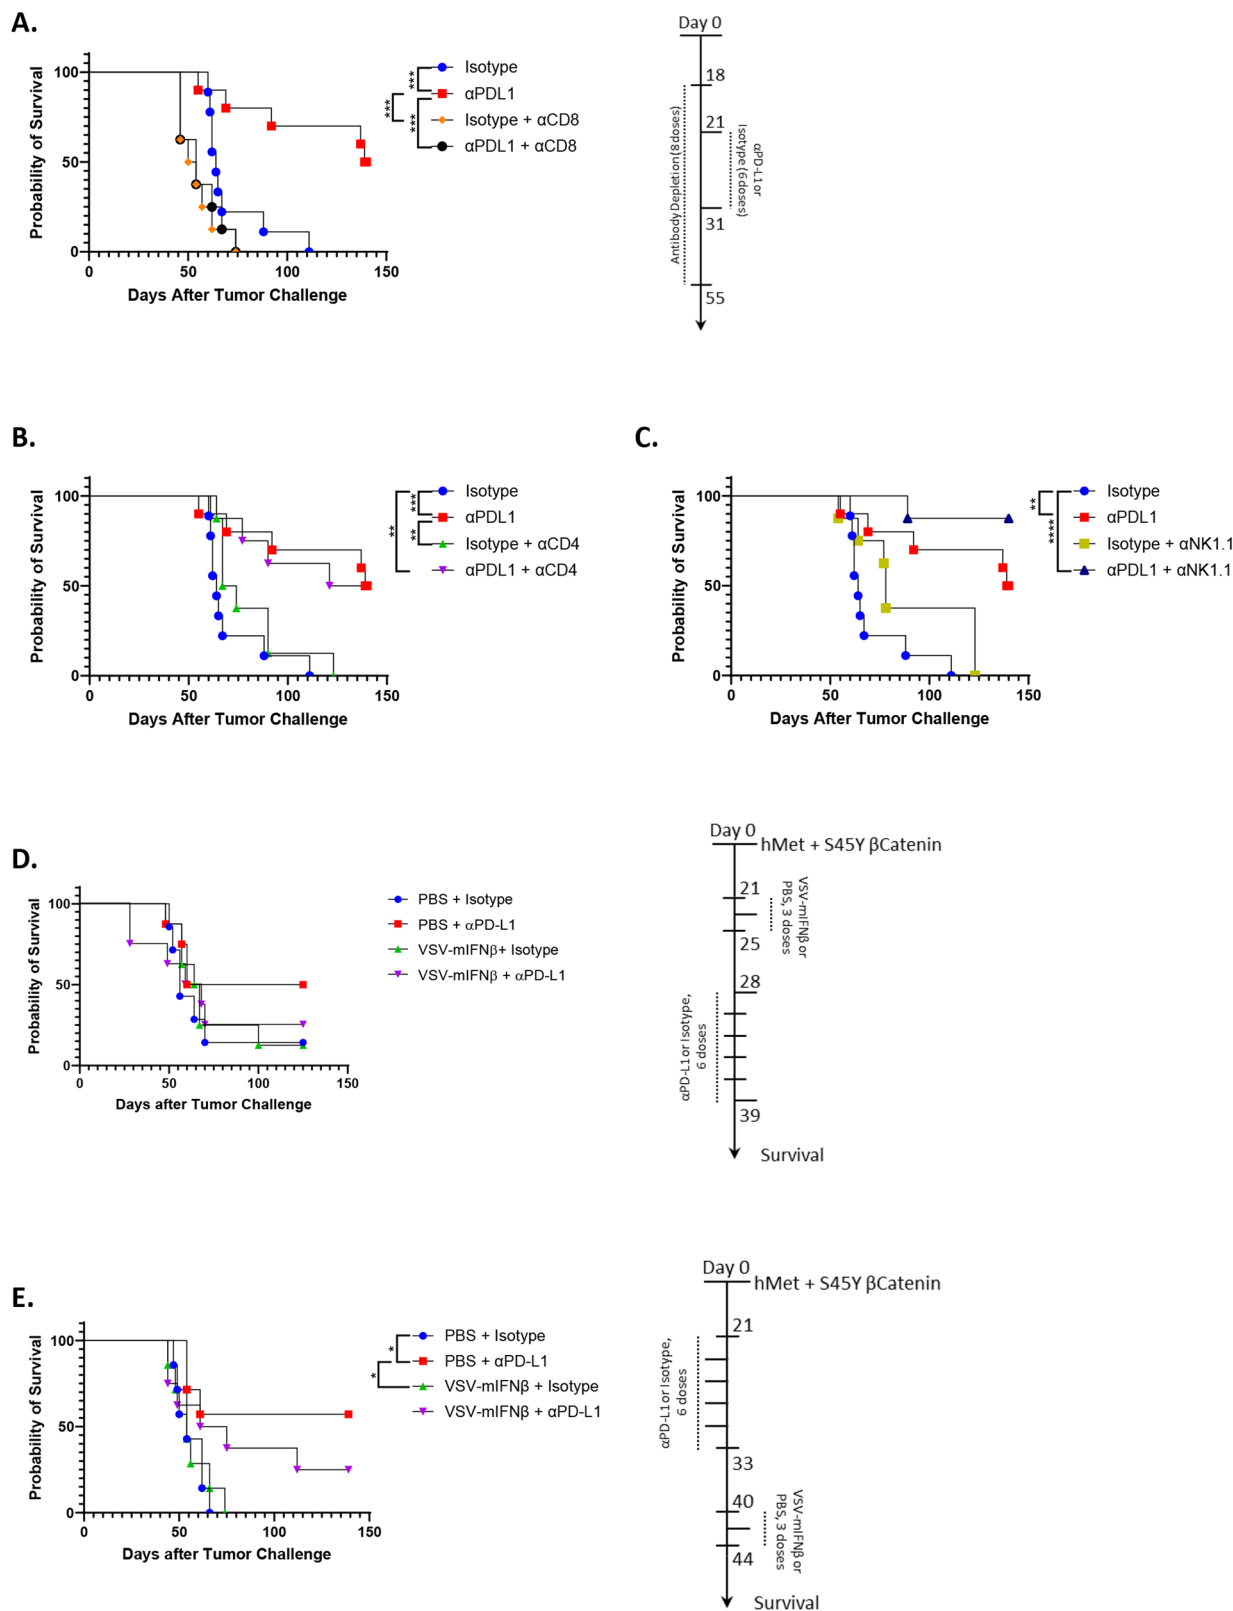 A.
Probability of Survival
100
50
0
0 50 100 150
Days After Tumor Challenge
Isotype
αPDL1
Isotype + αCD8
αPDL1 + αCD8
***
***
***
Day 0
18
21
31
55
Antibody Depletion (8 doses)
αPD-L1 or
Isotype (6 doses)
B.
Probability of Survival
100
50
0
0 50 100 150
Days After Tumor Challenge
Isotype
αPDL1
Isotype + αCD4
αPDL1 + αCD4
**
***
**
C.
Probability of Survival
100
50
0
0 50 100 150
Days After Tumor Challenge
Isotype
αPDL1
Isotype + αNK1.1
αPDL1 + αNK1.1
**
****
D.
Probability of Survival
100
50
0
0 50 100 150
Days after Tumor Challenge
PBS + Isotype
PBS + αPD-L1
VSV-mIFNβ+ Isotype
VSV-mIFNβ + αPD-L1
Day 0
hMet + S45Y βCatenin
21
25
28
39
VSV-mIFNβ or
PBS, 3 doses
αPD-L1 or Isotype,
6 doses
Survival
E.
Probability of Survival
100
50
0
0 50 100 150
Days after Tumor Challenge
PBS + Isotype
PBS + αPD-L1
VSV-mIFNβ + Isotype
VSV-mIFNβ + αPD-L1
*
*
Day 0
hMet + S45Y βCatenin
21
33
40
44
αPD-L1 or Isotype,
6 doses
VSV-mIFNβ or
PBS, 3 doses
Survival